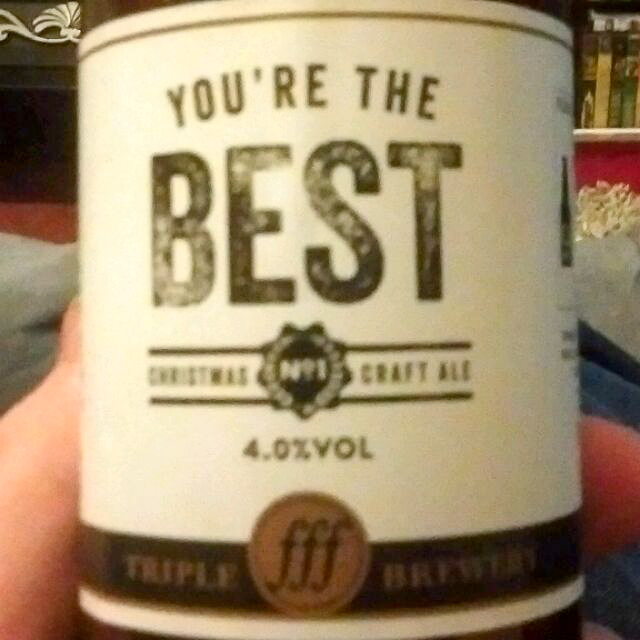 YOU'RE THE
BEST
CHRISTMAS Nº1 CRAFT ALE
4.0%VOL
TRIPLE fff BREWERY